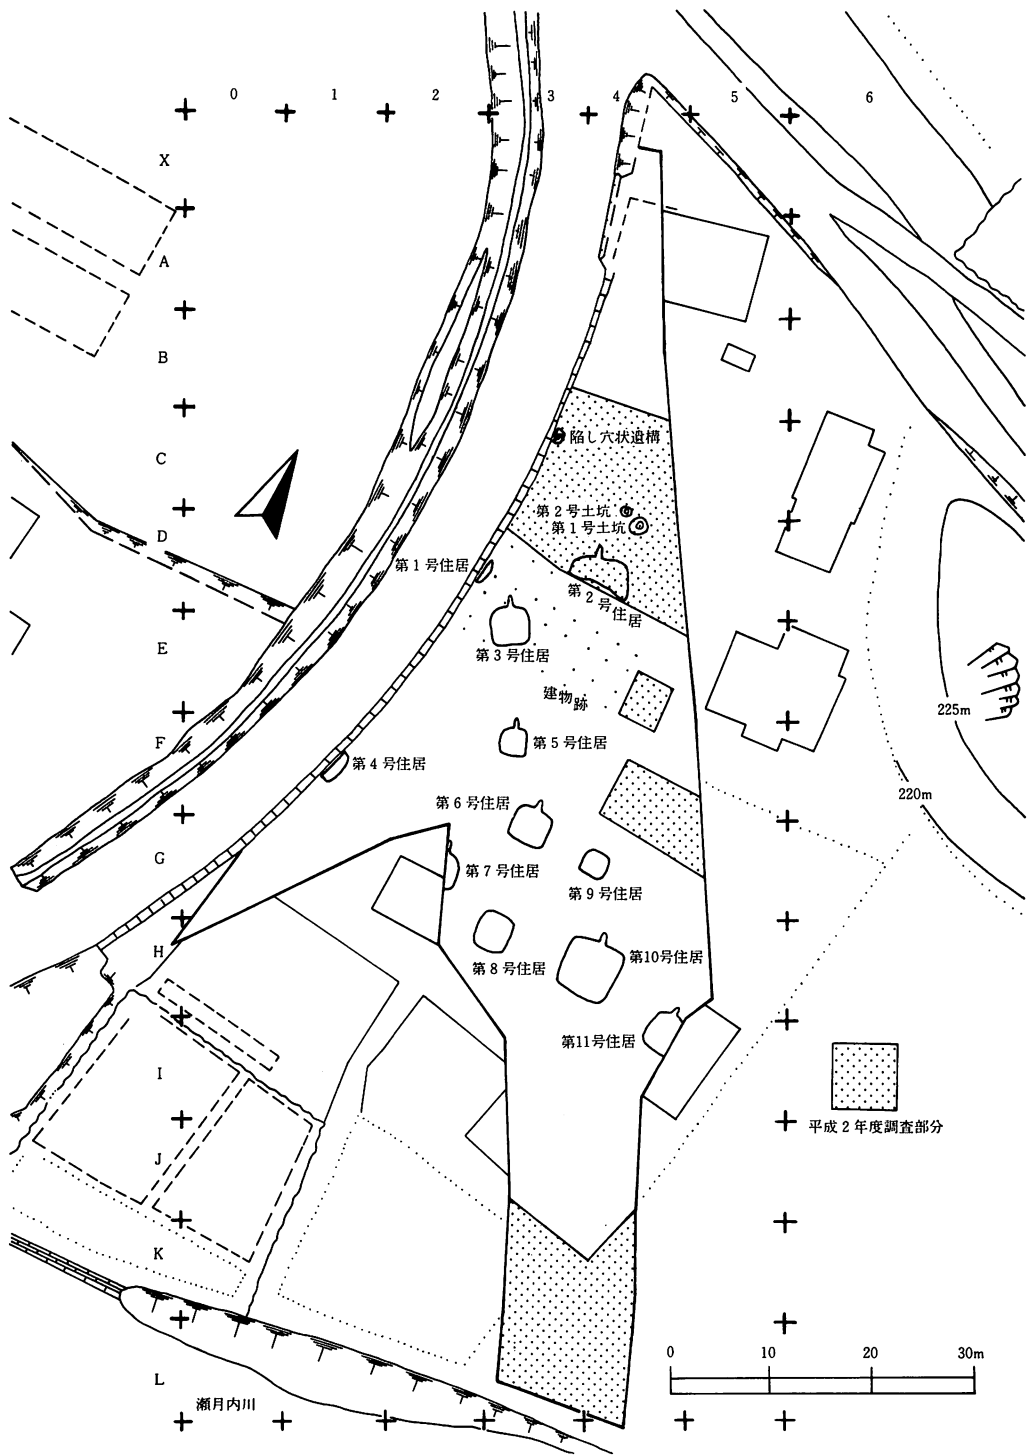 0 1 2 3 4 5 6
X
A
B
C
陥し穴状遺構
第2号土坑
D
第1号土坑
第1号住居
第2号住居
E
第3号住居
建物跡
225m
F
第5号住居
第4号住居
220m
第6号住居
G
第7号住居
第9号住居
H
第8号住居
第10号住居
第11号住居
I
平成2年度調査部分
J
K
0 10 20 30m
L
瀬月内川